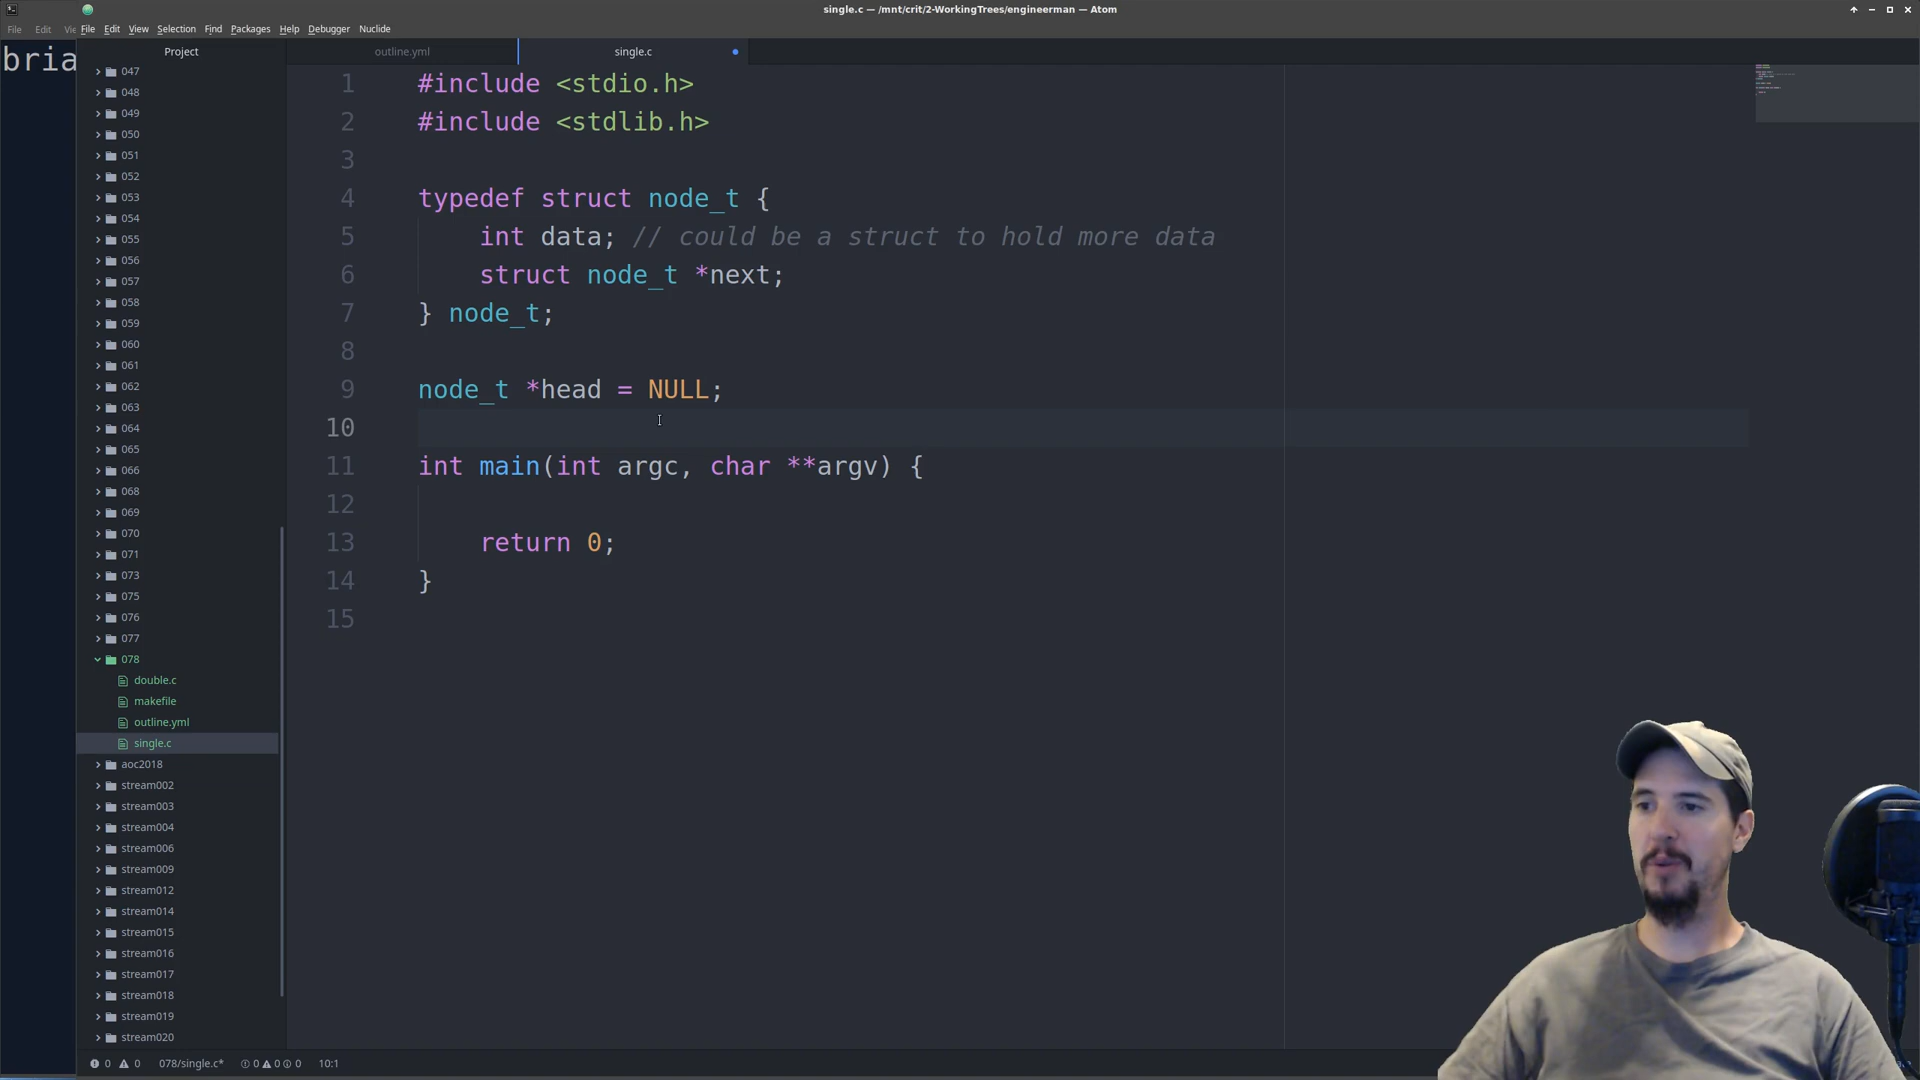 single.c — /mnt/crit/2-WorkingTrees/engineerman — Atom
File Edit Vie
File Edit View Selection Find Packages Help Debugger Nuclide
bria
Project
outline.yml
single.c
047
048
049
050
051
052
053
054
055
056
057
058
059
060
061
062
063
064
065
066
068
069
070
071
073
075
076
077
078
double.c
makefile
outline.yml
single.c
aoc2018
stream002
stream003
stream004
stream006
stream009
stream012
stream014
stream015
stream016
stream017
stream018
stream019
stream020
1 #include <stdio.h>
2 #include <stdlib.h>
3
4 typedef struct node_t {
5 int data; // could be a struct to hold more data
6 struct node_t *next;
7 } node_t;
8
9 node_t *head = NULL;
10
11 int main(int argc, char **argv) {
12
13 return 0;
14 }
15
0 0 078/single.c* 0 0 0 10:1